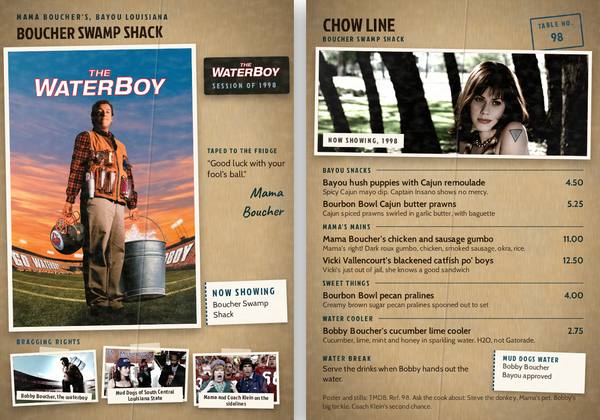 MAMA BOUCHER'S, BAYOU LOUISIANA
BOUCHER SWAMP SHACK
THE
WATERBOY
GO WATERBOY
THE
WATERBOY
SESSION OF 1998
TAPED TO THE FRIDGE
"Good luck with your
fool's ball."
Mama
Boucher
NOW SHOWING
Boucher Swamp
Shack
BRAGGING RIGHTS
Bobby Boucher, the waterboy
Mud Dogs of South Central
Louisiana State
Mama and Coach Klein on the
sidelines
CHOW LINE
BOUCHER SWAMP SHACK
TABLE NO.
98
NOW SHOWING, 1998
BAYOU SNACKS
Bayou hush puppies with Cajun remoulade 4.50
Spicy Cajun mayo dip. Captain Insano shows no mercy.
Bourbon Bowl Cajun butter prawns 5.25
Cajun spiced prawns swirled in garlic butter, with baguette
MAMA'S MAINS
Mama Boucher's chicken and sausage gumbo 11.00
Mama's right! Dark roux gumbo, chicken, smoked sausage, okra, rice.
Vicki Vallencourt's blackened catfish po' boys 12.50
Vicki's just out of jail, she knows a good sandwich
SWEET THINGS
Bourbon Bowl pecan pralines 4.00
Creamy brown sugar pecan pralines spooned out to set
WATER COOLER
Bobby Boucher's cucumber lime cooler 2.75
Cucumber, lime, mint and honey in sparkling water. H2O, not Gatorade.
WATER BREAK
Serve the drinks when Bobby hands out the
water.
MUD DOGS WATER
Bobby Boucher
Bayou approved
Poster and stills: TMDB. Ref. 98. Ask the cook about: Steve the donkey, Mama's pet. Bobby's
big tackle. Coach Klein's second chance.